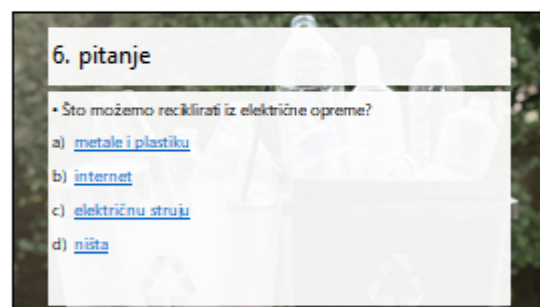 6. pitanje
• Što možemo reciklirati iz električne opreme?
a) metale i plastiku
b) internet
c) električnu struju
d) ništa